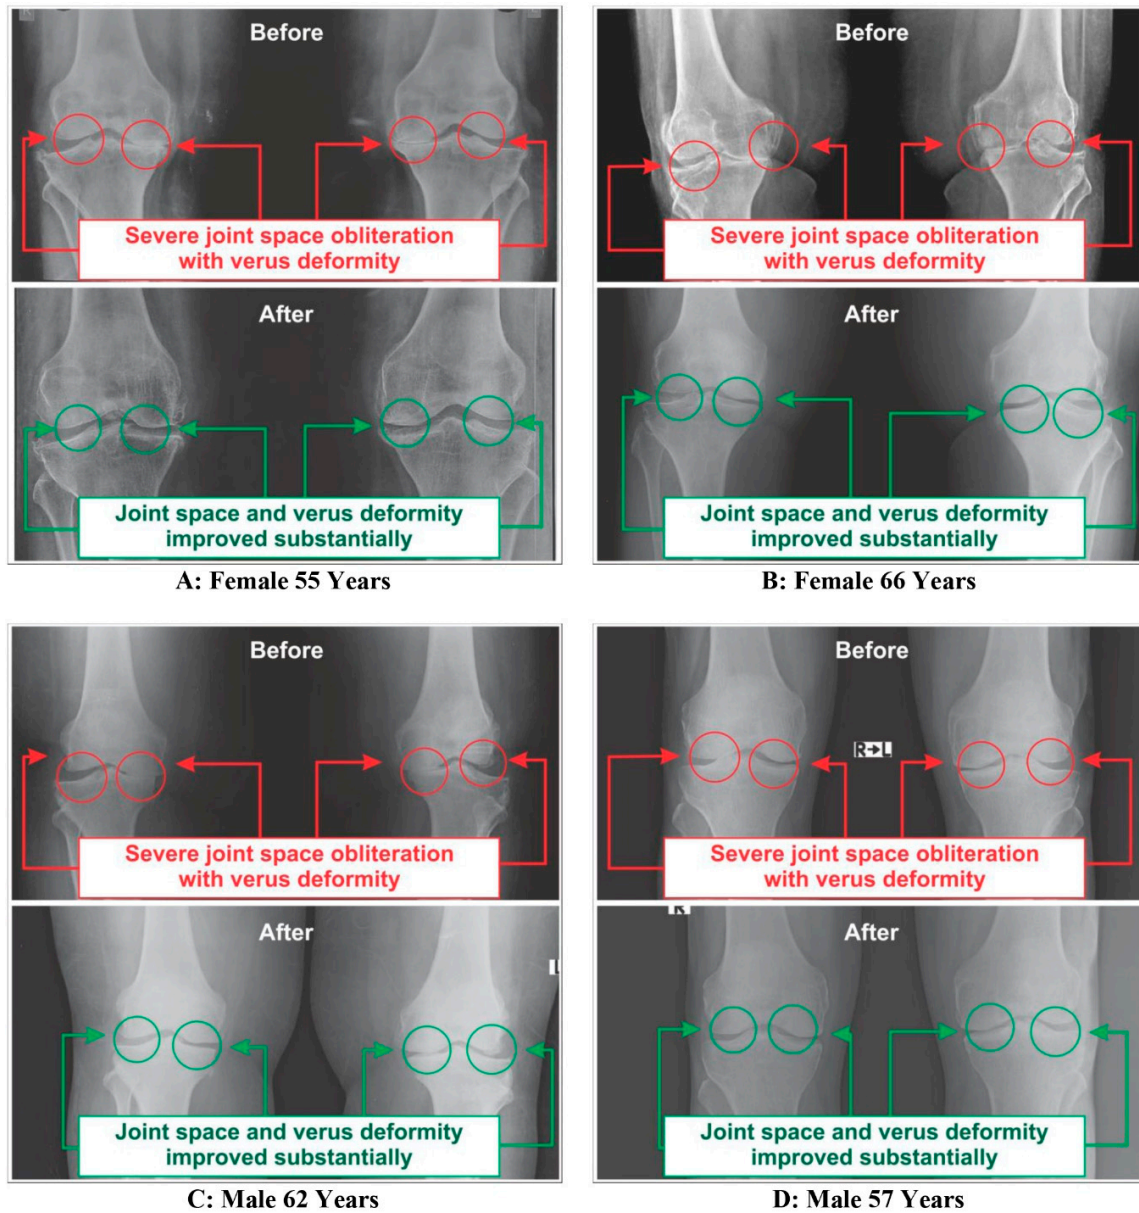 Before
Severe joint space obliteration
with verus deformity
After
Joint space and verus deformity
improved substantially
A: Female 55 Years
Before
Severe joint space obliteration
with verus deformity
After
Joint space and verus deformity
improved substantially
B: Female 66 Years
Before
Severe joint space obliteration
with verus deformity
After
L
Joint space and verus deformity
improved substantially
C: Male 62 Years
Before
R→L
Severe joint space obliteration
with verus deformity
R
After
Joint space and verus deformity
improved substantially
D: Male 57 Years